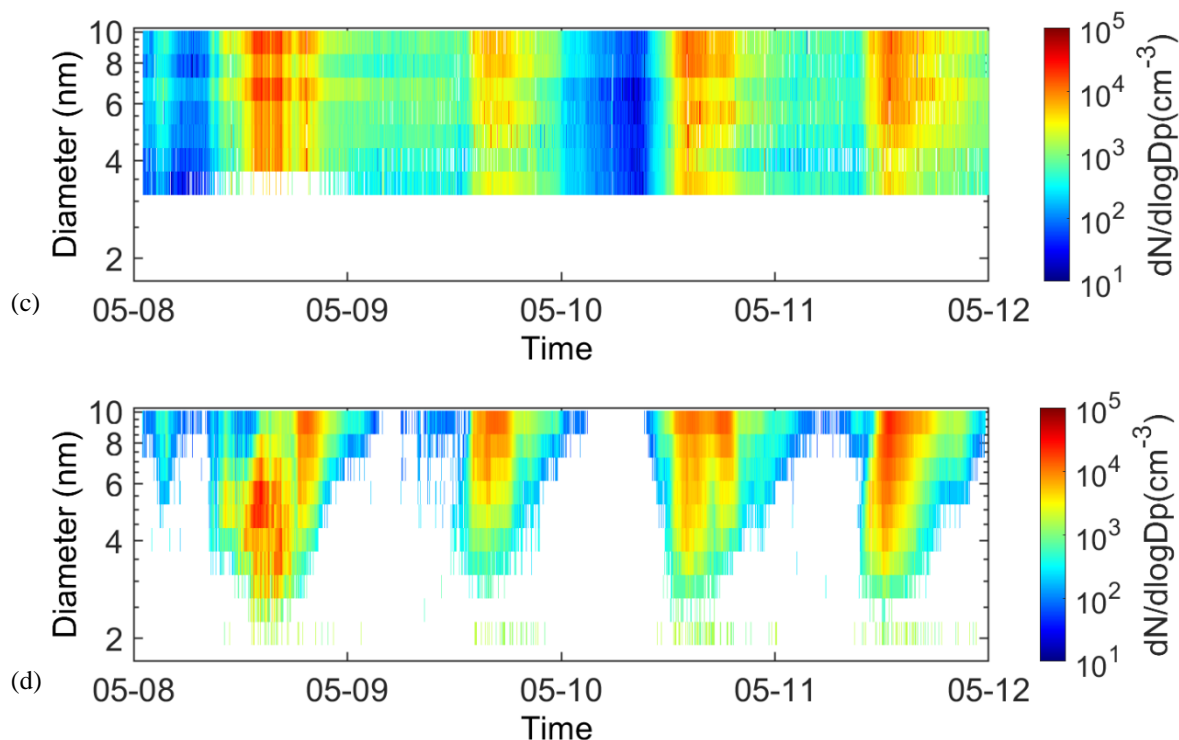 10
8
6
4
2
Diameter (nm)
05-08 05-09 05-10 05-11 05-12
Time
10^5
10^4
10^3
10^2
10^1
dN/dlogDp(cm^-3)
(c)
10
8
6
4
2
Diameter (nm)
05-08 05-09 05-10 05-11 05-12
Time
10^5
10^4
10^3
10^2
10^1
dN/dlogDp(cm^-3)
(d)